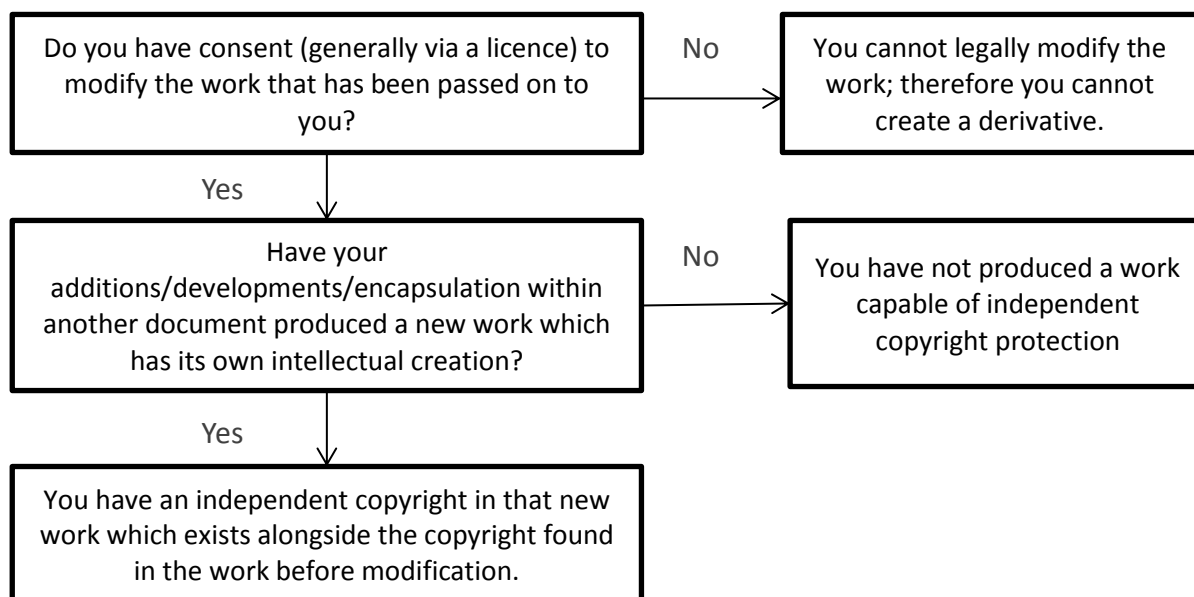 Do you have consent (generally via a licence) to
modify the work that has been passed on to
you?
No
You cannot legally modify the
work; therefore you cannot
create a derivative.
Yes
Have your
additions/developments/encapsulation within
another document produced a new work which
has its own intellectual creation?
No
You have not produced a work
capable of independent
copyright protection
Yes
You have an independent copyright in that new
work which exists alongside the copyright found
in the work before modification.